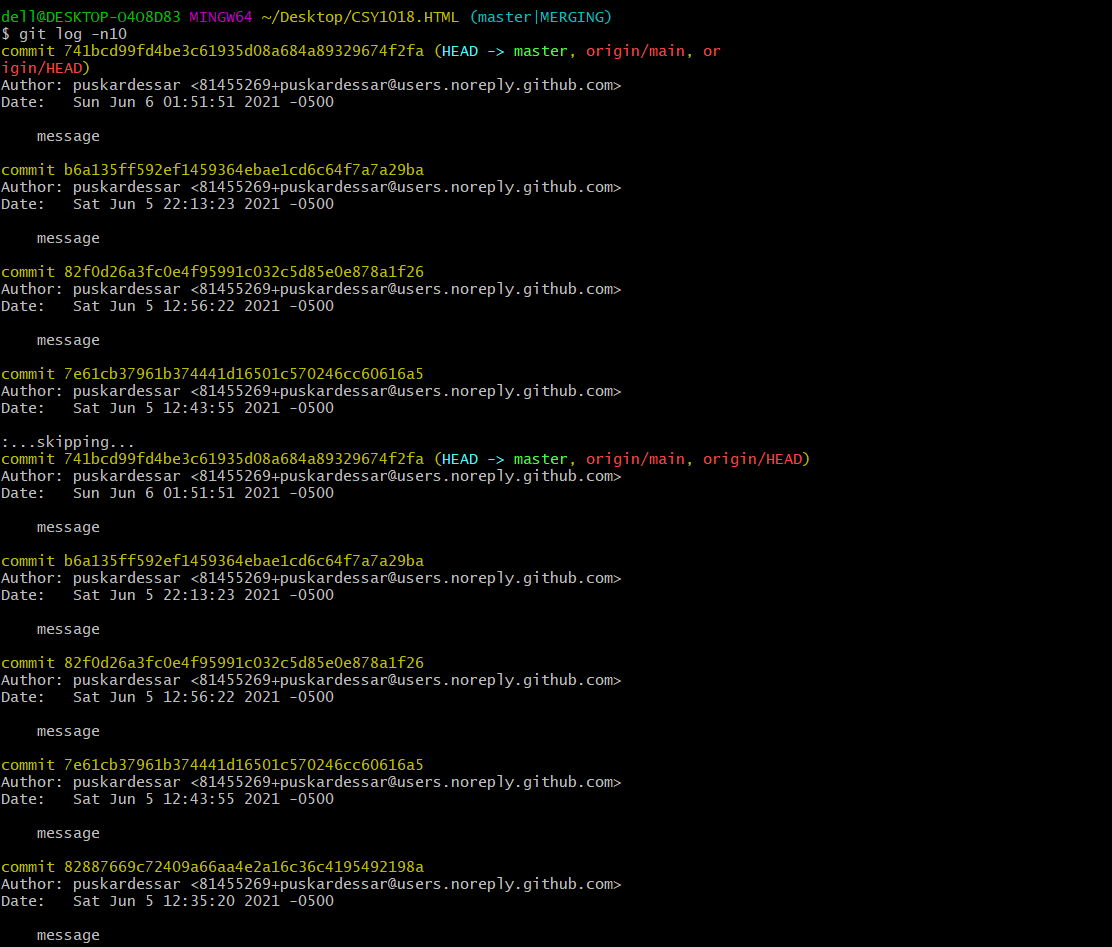 dell@DESKTOP-O4O8D83 MINGW64 ~/Desktop/CSY1018.HTML (master|MERGING)
$ git log -n10
commit 741bcd99fd4be3c61935d08a684a89329674f2fa (HEAD -> master, origin/main, or
igin/HEAD)
Author: puskardessar <81455269+puskardessar@users.noreply.github.com>
Date:   Sun Jun 6 01:51:51 2021 -0500

    message

commit b6a135ff592ef1459364ebae1cd6c64f7a7a29ba
Author: puskardessar <81455269+puskardessar@users.noreply.github.com>
Date:   Sat Jun 5 22:13:23 2021 -0500

    message

commit 82f0d26a3fc0e4f95991c032c5d85e0e878a1f26
Author: puskardessar <81455269+puskardessar@users.noreply.github.com>
Date:   Sat Jun 5 12:56:22 2021 -0500

    message

commit 7e61cb37961b374441d16501c570246cc60616a5
Author: puskardessar <81455269+puskardessar@users.noreply.github.com>
Date:   Sat Jun 5 12:43:55 2021 -0500

:...skipping...
commit 741bcd99fd4be3c61935d08a684a89329674f2fa (HEAD -> master, origin/main, origin/HEAD)
Author: puskardessar <81455269+puskardessar@users.noreply.github.com>
Date:   Sun Jun 6 01:51:51 2021 -0500

    message

commit b6a135ff592ef1459364ebae1cd6c64f7a7a29ba
Author: puskardessar <81455269+puskardessar@users.noreply.github.com>
Date:   Sat Jun 5 22:13:23 2021 -0500

    message

commit 82f0d26a3fc0e4f95991c032c5d85e0e878a1f26
Author: puskardessar <81455269+puskardessar@users.noreply.github.com>
Date:   Sat Jun 5 12:56:22 2021 -0500

    message

commit 7e61cb37961b374441d16501c570246cc60616a5
Author: puskardessar <81455269+puskardessar@users.noreply.github.com>
Date:   Sat Jun 5 12:43:55 2021 -0500

    message

commit 82887669c72409a66aa4e2a16c36c4195492198a
Author: puskardessar <81455269+puskardessar@users.noreply.github.com>
Date:   Sat Jun 5 12:35:20 2021 -0500

    message